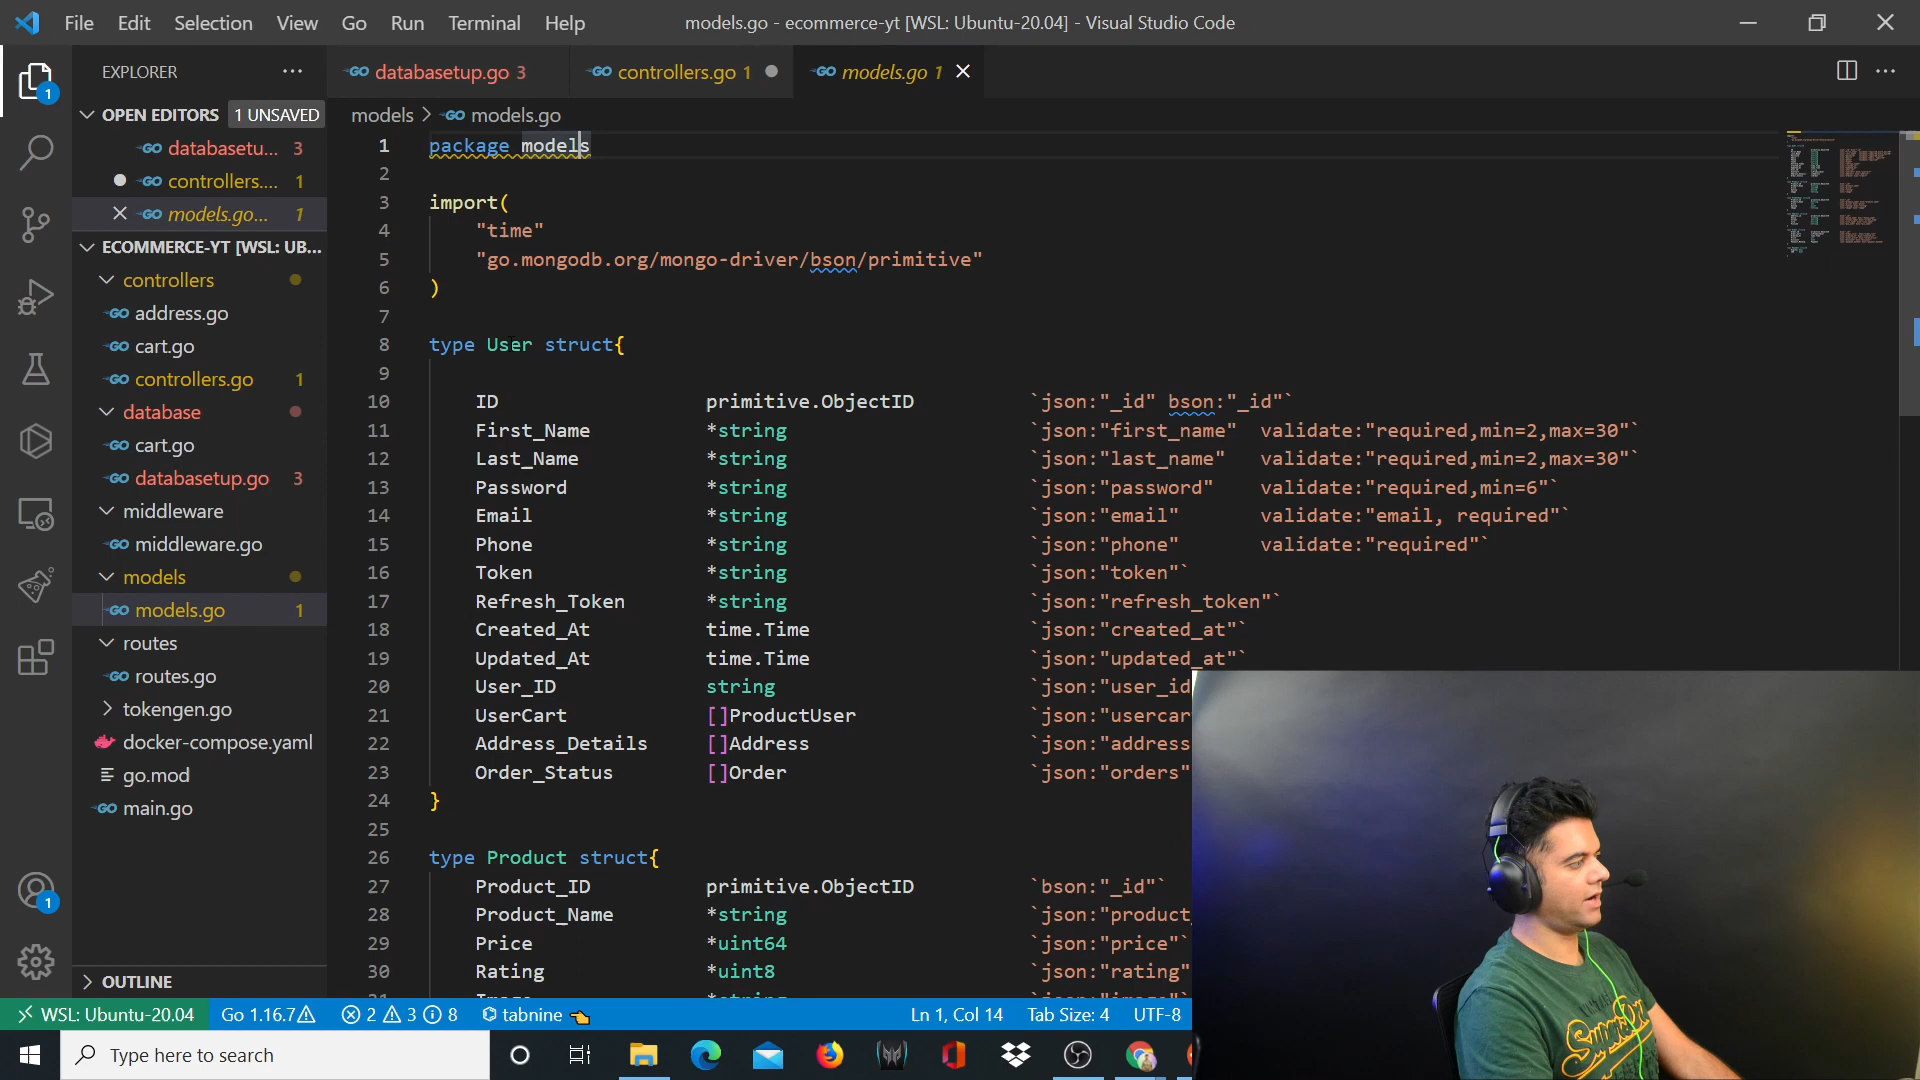 File Edit Selection View Go Run Terminal Help
models.go - ecommerce-yt [WSL: Ubuntu-20.04] - Visual Studio Code
EXPLORER
databasetup.go 3
controllers.go 1
models.go 1
1
OPEN EDITORS 1 UNSAVED
databasetu... 3
controllers.... 1
models.go... 1
ECOMMERCE-YT [WSL: UB...
controllers
address.go
cart.go
controllers.go 1
database
cart.go
databasetup.go 3
middleware
middleware.go
models
models.go 1
routes
routes.go
tokengen.go
docker-compose.yaml
go.mod
main.go
1
OUTLINE
models > models.go
1 package models
2
3 import(
4 "time"
5 "go.mongodb.org/mongo-driver/bson/primitive"
6 )
7
8 type User struct{
9
10 ID primitive.ObjectID `json:"_id" bson:"_id"`
11 First_Name *string `json:"first_name" validate:"required,min=2,max=30"`
12 Last_Name *string `json:"last_name" validate:"required,min=2,max=30"`
13 Password *string `json:"password" validate:"required,min=6"`
14 Email *string `json:"email" validate:"email, required"`
15 Phone *string `json:"phone" validate:"required"`
16 Token *string `json:"token"`
17 Refresh_Token *string `json:"refresh_token"`
18 Created_At time.Time `json:"created_at"`
19 Updated_At time.Time `json:"updated_at"`
20 User_ID string `json:"user_id
21 UserCart []ProductUser `json:"usercar
22 Address_Details []Address `json:"address
23 Order_Status []Order `json:"orders"
24 }
25
26 type Product struct{
27 Product_ID primitive.ObjectID `bson:"_id"`
28 Product_Name *string `json:"product_
29 Price *uint64 `json:"price"`
30 Rating *uint8 `json:"rating"
WSL: Ubuntu-20.04 Go 1.16.7 2 3 8 tabnine Ln 1, Col 14 Tab Size: 4 UTF-8
Type here to search